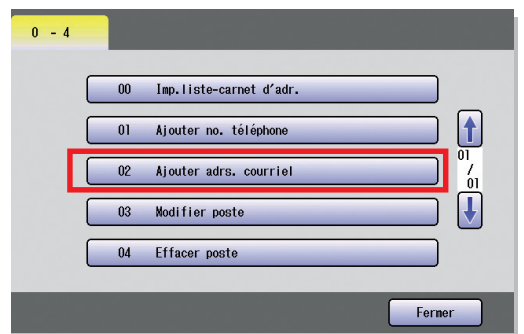 0 - 4
00 Imp.liste-carnet d'adr.
01 Ajouter no. téléphone
02 Ajouter adrs. courriel
01
/
01
03 Modifier poste
04 Effacer poste
Fermer